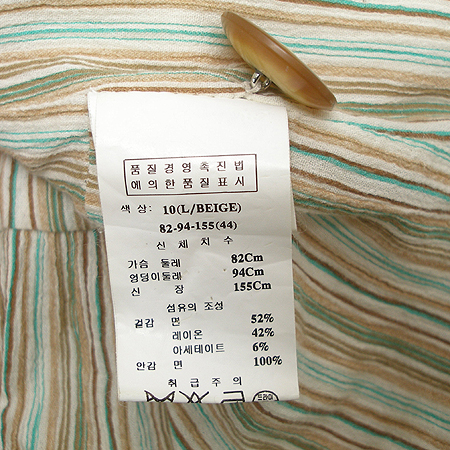 품질경영촉진법
에의한품질표시
색상: 10(L/BEIGE)
82-94-155(44)
신체치수
가슴 둘레 82Cm
엉덩이둘레 94Cm
신 장 155Cm
섬유의 조성
겉감 면 52%
레이온 42%
아세테이트 6%
안감 면 100%
취급주의